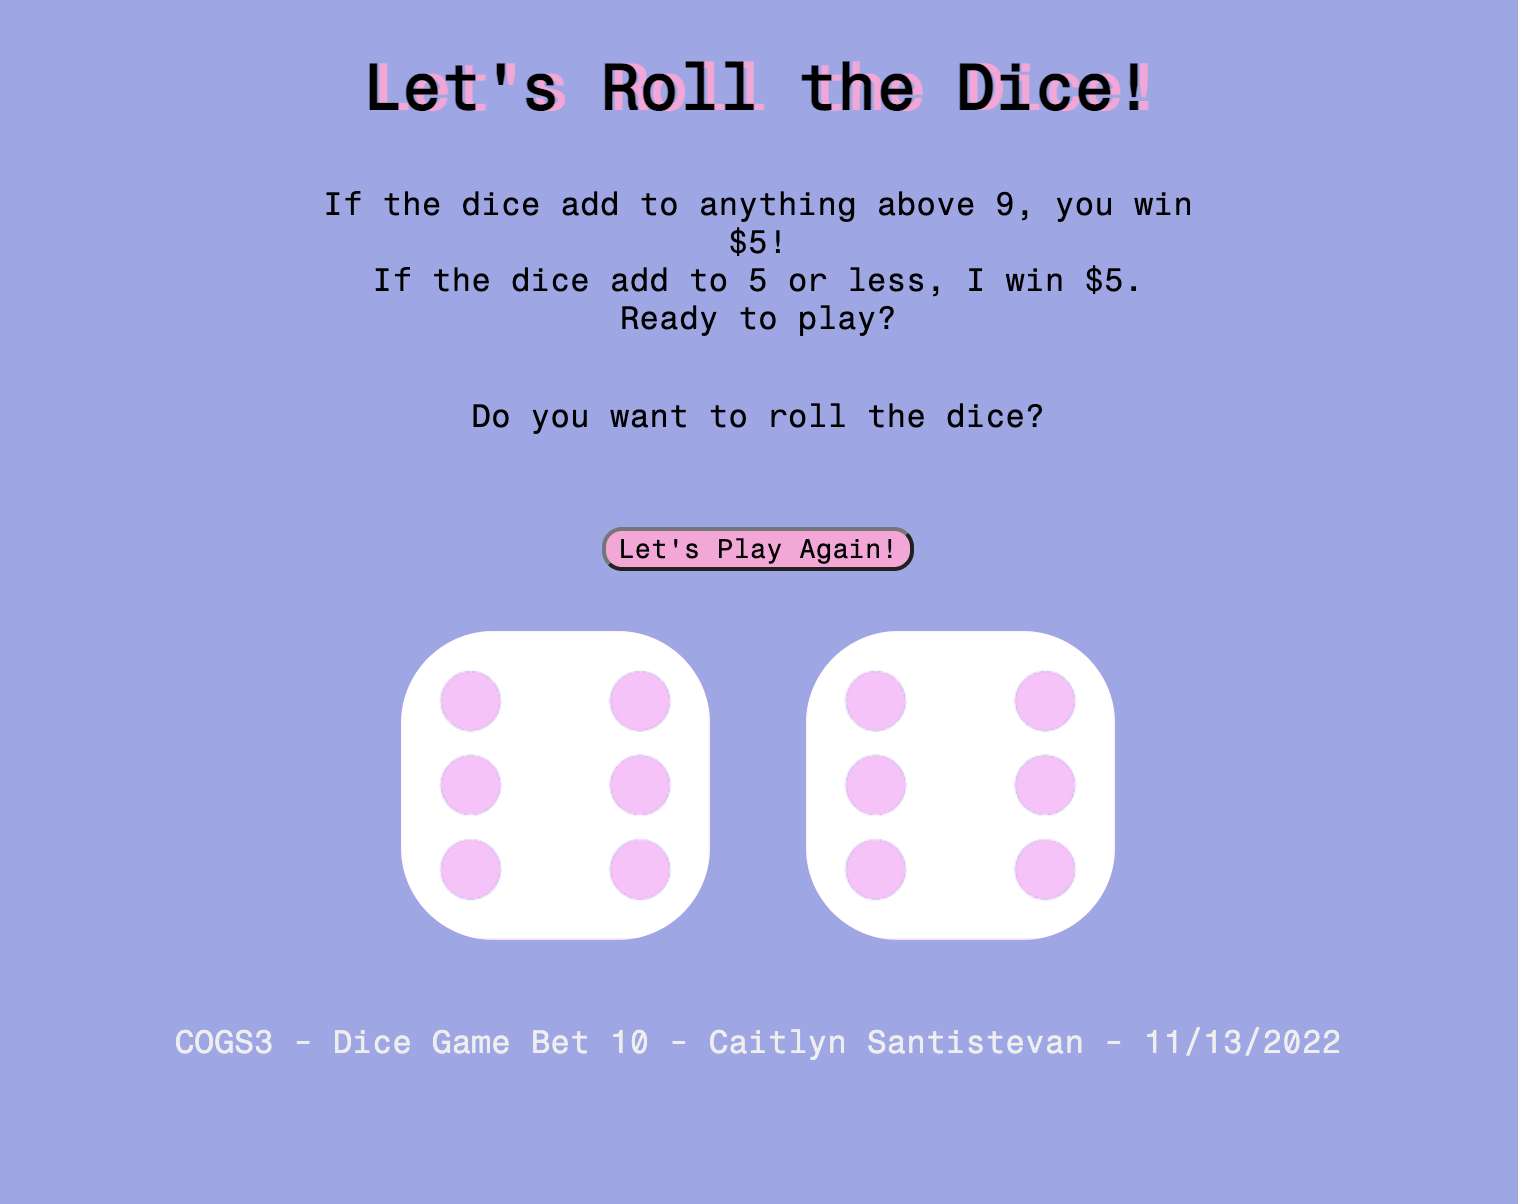 Let's Roll the Dice!
If the dice add to anything above 9, you win
$5!
If the dice add to 5 or less, I win $5.
Ready to play?
Do you want to roll the dice?
Let's Play Again!
COGS3 - Dice Game Bet 10 - Caitlyn Santistevan - 11/13/2022